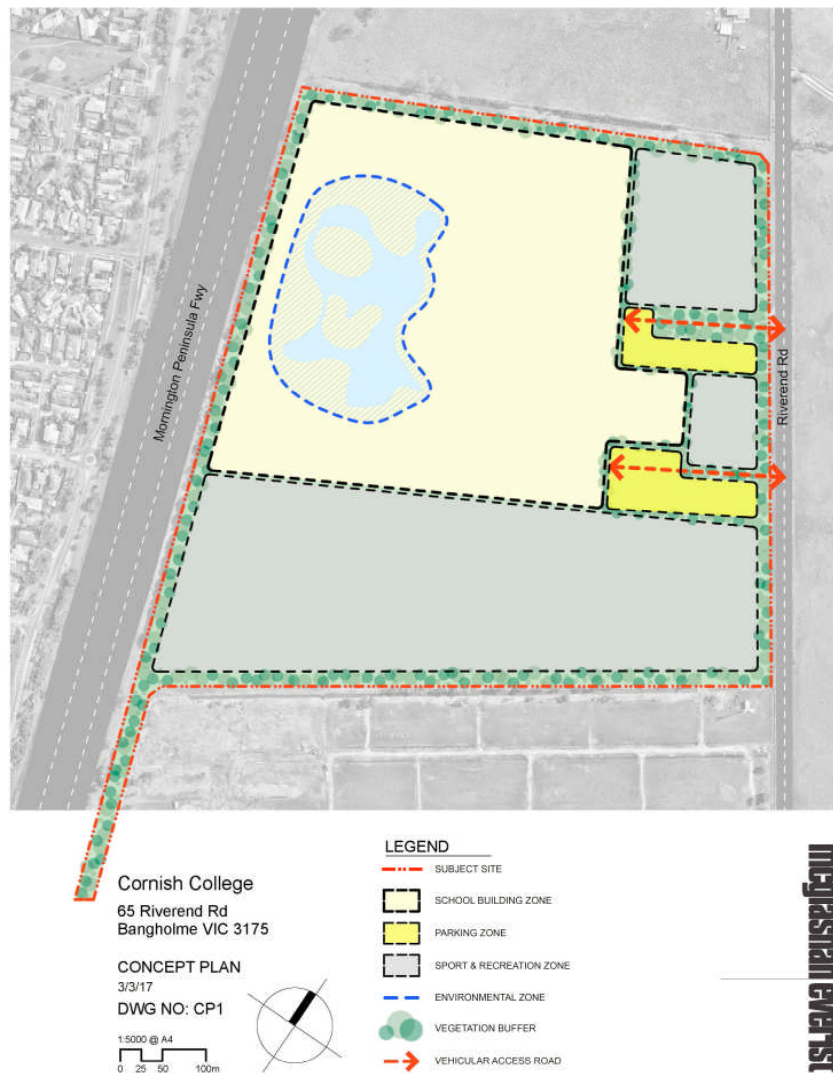 Mornington Peninsula Fwy
Riverend Rd
Cornish College
65 Riverend Rd
Bangholme VIC 3175
CONCEPT PLAN
3/3/17
DWG NO: CP1
1:5000 @ A4
0 25 50 100m
LEGEND
SUBJECT SITE
SCHOOL BUILDING ZONE
PARKING ZONE
SPORT & RECREATION ZONE
ENVIRONMENTAL ZONE
VEGETATION BUFFER
VEHICULAR ACCESS ROAD
mcglashan everist